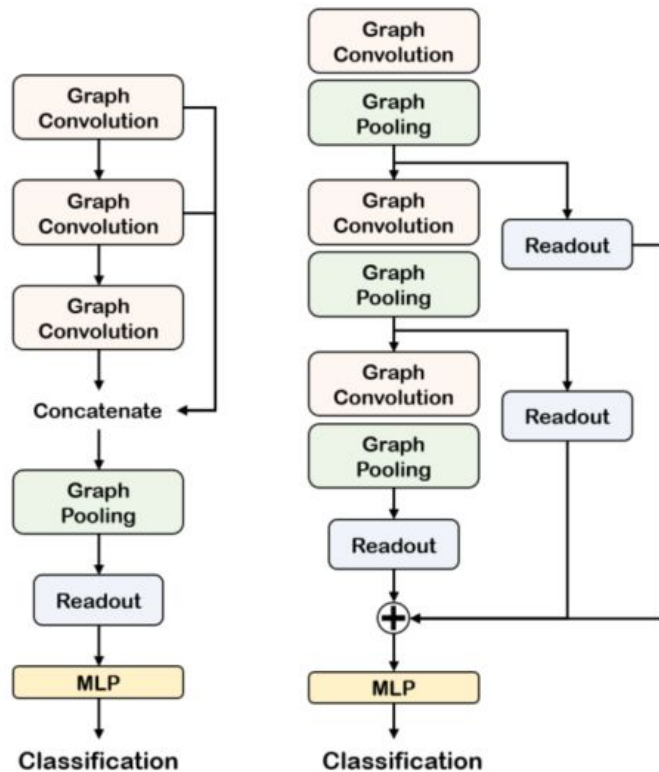 Graph
Convolution
Graph
Convolution
Graph
Convolution
Concatenate
Graph
Pooling
Readout
MLP
Classification
Graph
Convolution
Graph
Pooling
Graph
Convolution
Readout
Graph
Pooling
Graph
Convolution
Readout
Graph
Pooling
Readout
MLP
Classification